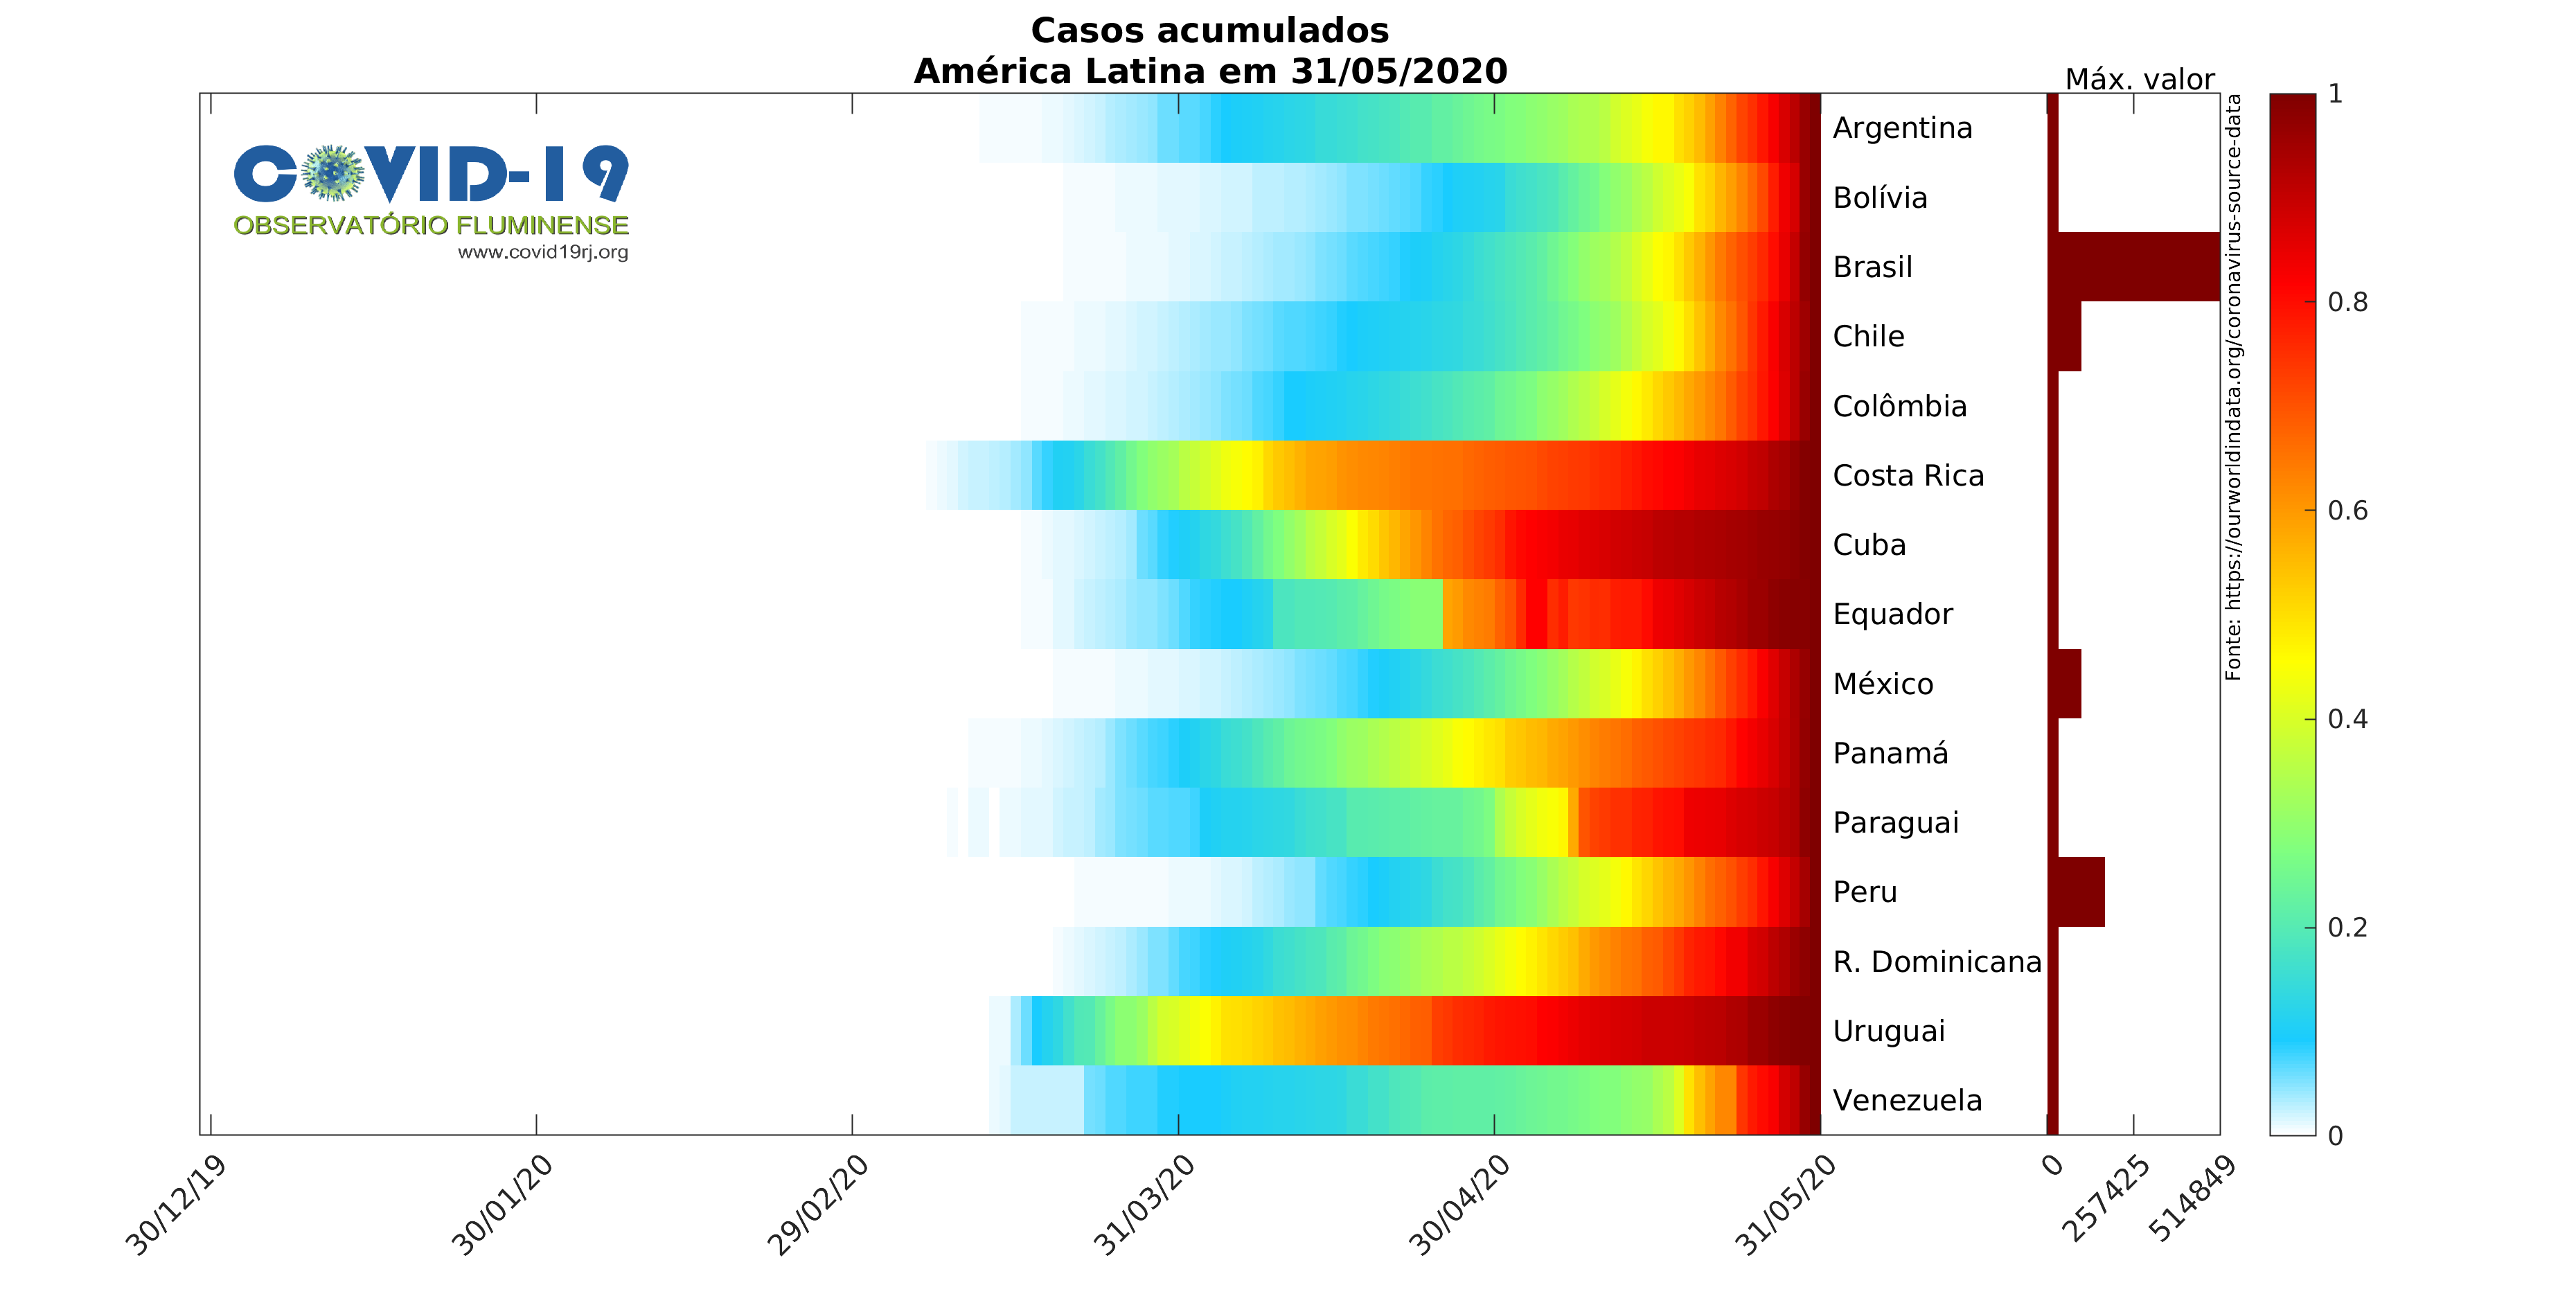 Casos acumulados
América Latina em 31/05/2020
Máx. valor
COVID-19
OBSERVATÓRIO FLUMINENSE
www.covid19rj.org
Argentina
Bolívia
Brasil
Chile
Colômbia
Costa Rica
Cuba
Equador
México
Panamá
Paraguai
Peru
R. Dominicana
Uruguai
Venezuela
Fonte: https://ourworldindata.org/coronavirus-source-data
1
0.8
0.6
0.4
0.2
0
30/12/19
30/01/20
29/02/20
31/03/20
30/04/20
31/05/20
0
257425
514849